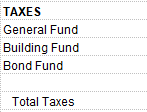 TAXES
General Fund
Building Fund
Bond Fund
Total Taxes